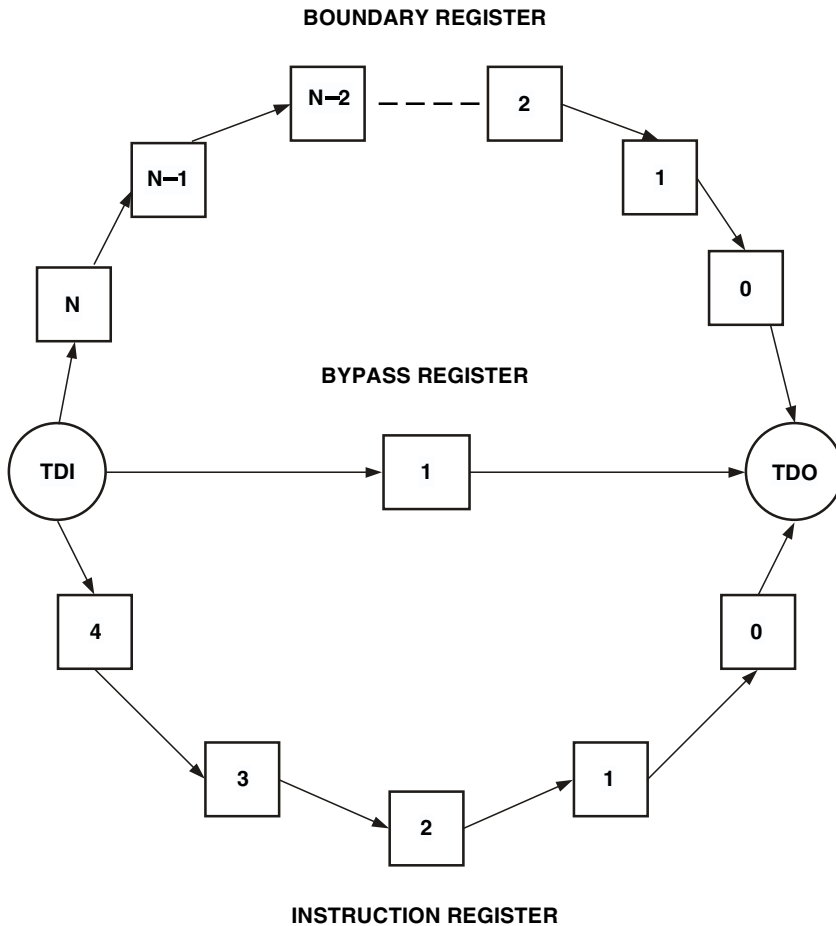 BOUNDARY REGISTER
N–2
2
N–1
1
N
0
BYPASS REGISTER
TDI
1
TDO
4
0
3
1
2
INSTRUCTION REGISTER